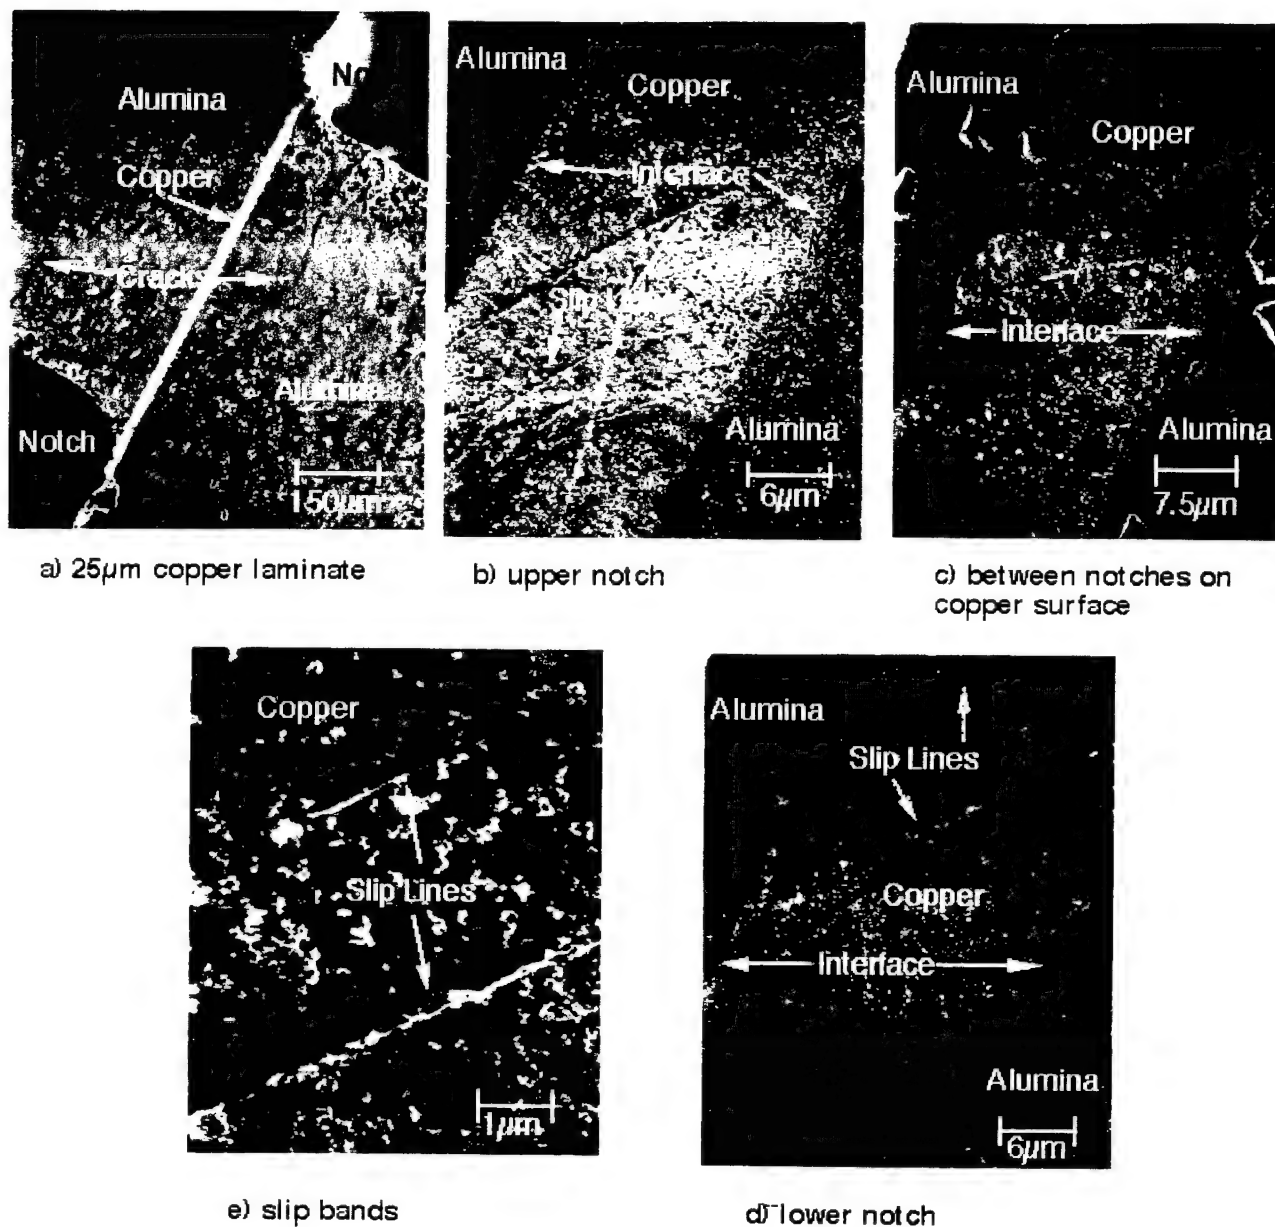 No
Alumina
Copper
Cracks
Alumina
Notch
150µm
a) 25µm copper laminate
Alumina
Copper
Interface
Slip Lines
Alumina
6µm
b) upper notch
Alumina
Copper
Interface
Alumina
7.5µm
c) between notches on
copper surface
Copper
Slip Lines
1µm
e) slip bands
Alumina
Slip Lines
Copper
Interface
Alumina
6µm
d) lower notch